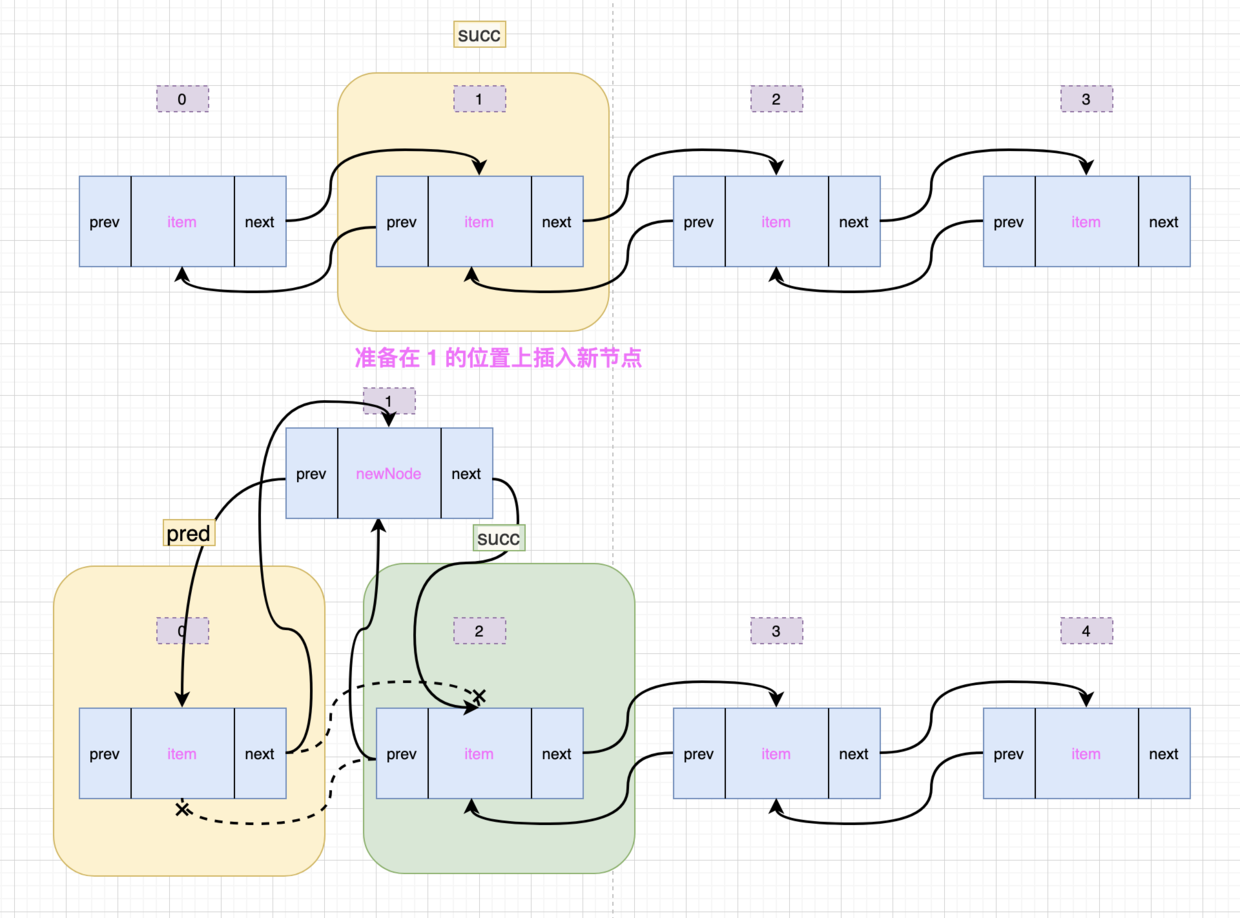 succ
0
1
2
3
prev item next
prev item next
prev item next
prev item next
准备在 1 的位置上插入新节点
1
prev newNode next
pred
succ
0
2
3
4
prev item next
prev item next
prev item next
prev item next